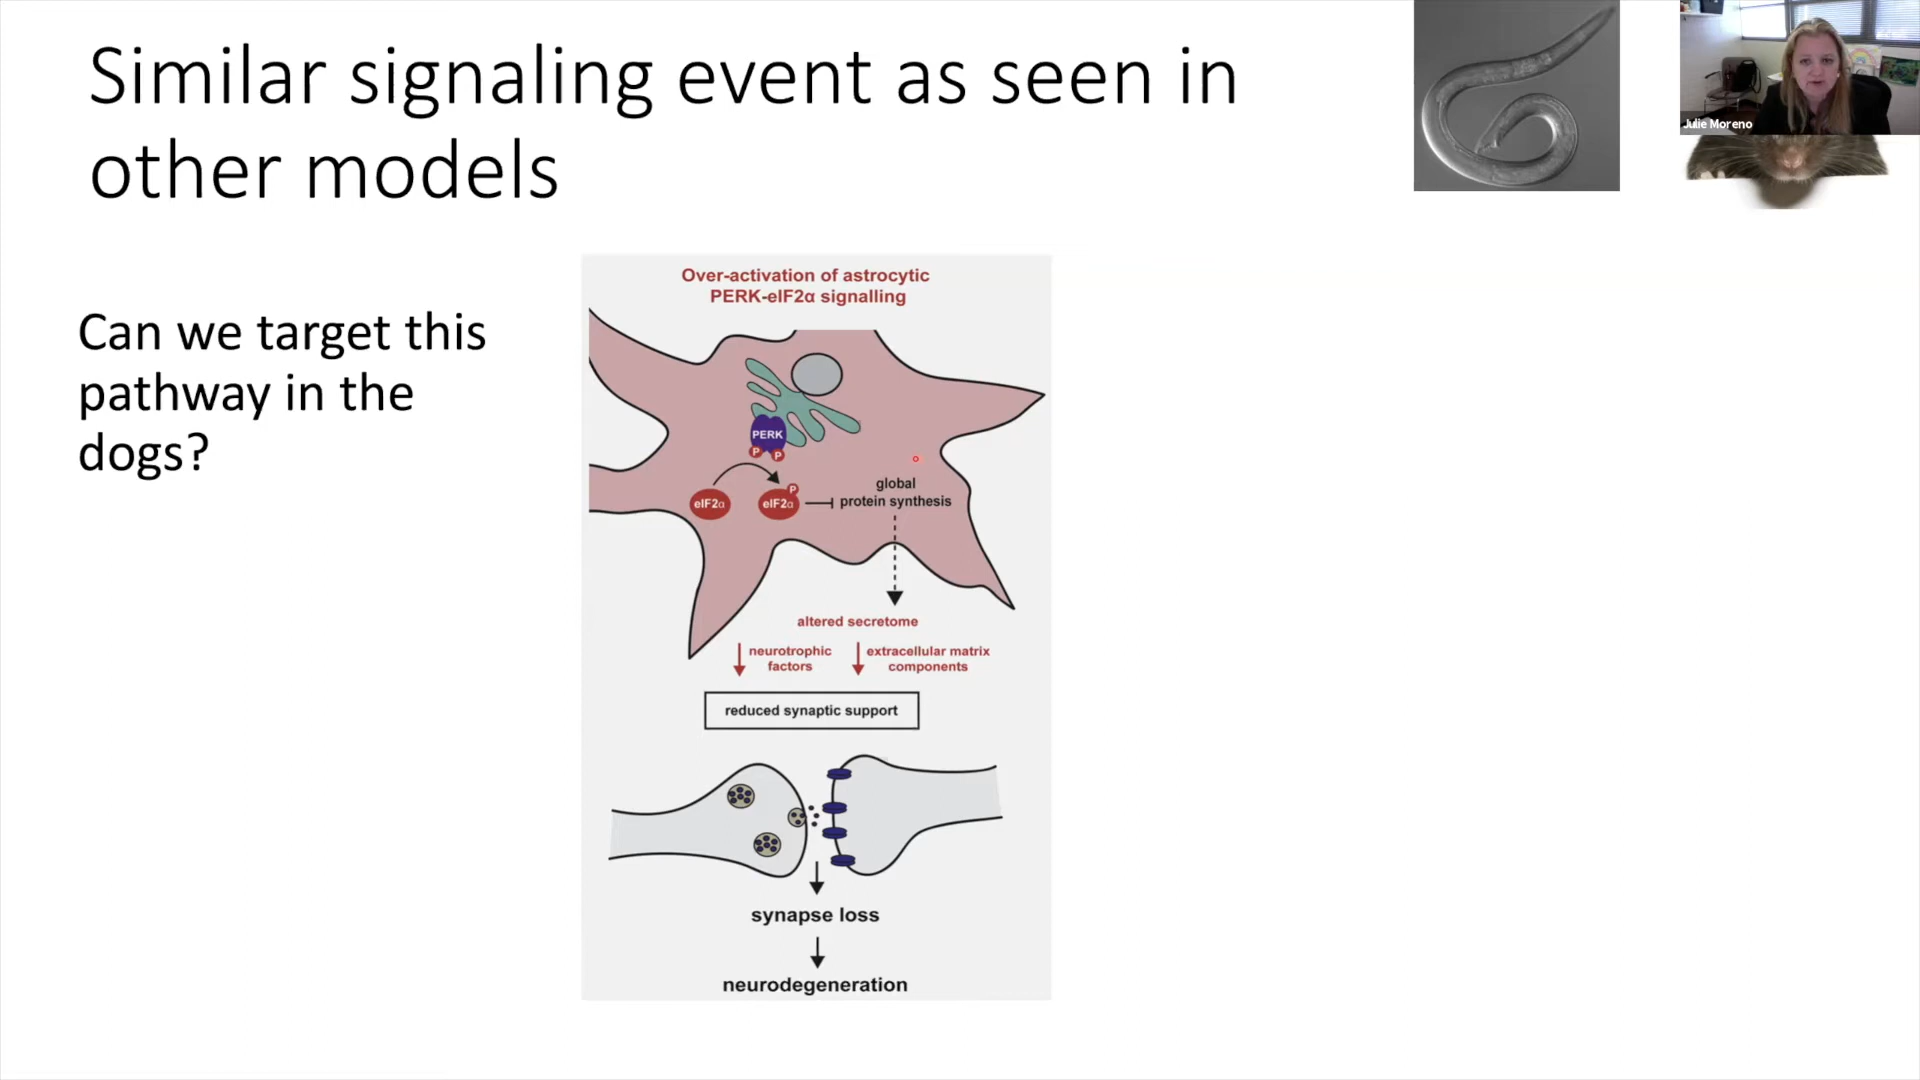 Similar signaling event as seen in
other models
Julie Moreno
Can we target this
pathway in the
dogs?
Over-activation of astrocytic
PERK-eIF2α signalling
PERK
P P
P
eIF2α eIF2α
global
protein synthesis
altered secretome
neurotrophic
factors
extracellular matrix
components
reduced synaptic support
synapse loss
neurodegeneration